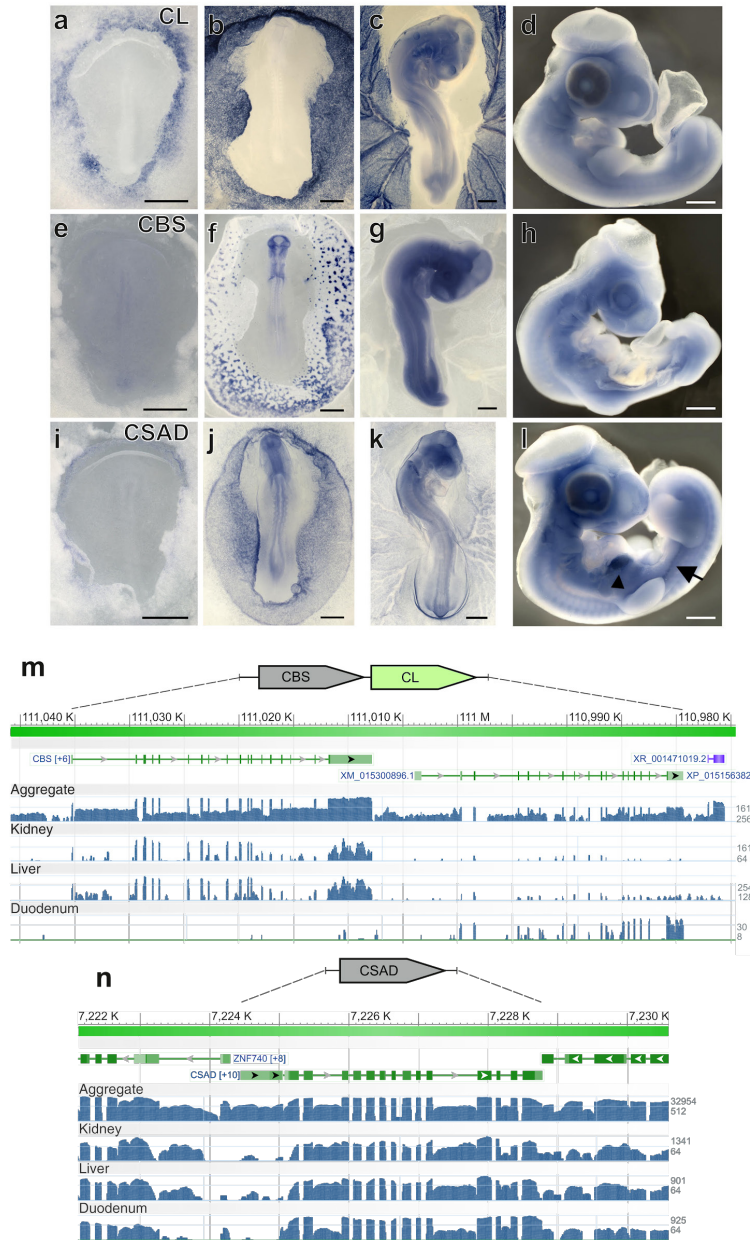 a CL b c d
e CBS f g h
i CSAD j k l
m
CBS CL
111,040 K 111,030 K 111,020 K 111,010 K 111 M 110,990 K 110,980 K
CBS [+6] XR_001471019.2
XM_015300896.1 XP_015156382
Aggregate
161
256
Kidney
161
64
Liver
254
128
Duodenum
30
8
n
CSAD
7,222 K 7,224 K 7,226 K 7,228 K 7,230 K
ZNF740 [+8]
CSAD [+10]
Aggregate
32954
512
Kidney
1341
64
Liver
901
64
Duodenum
925
64